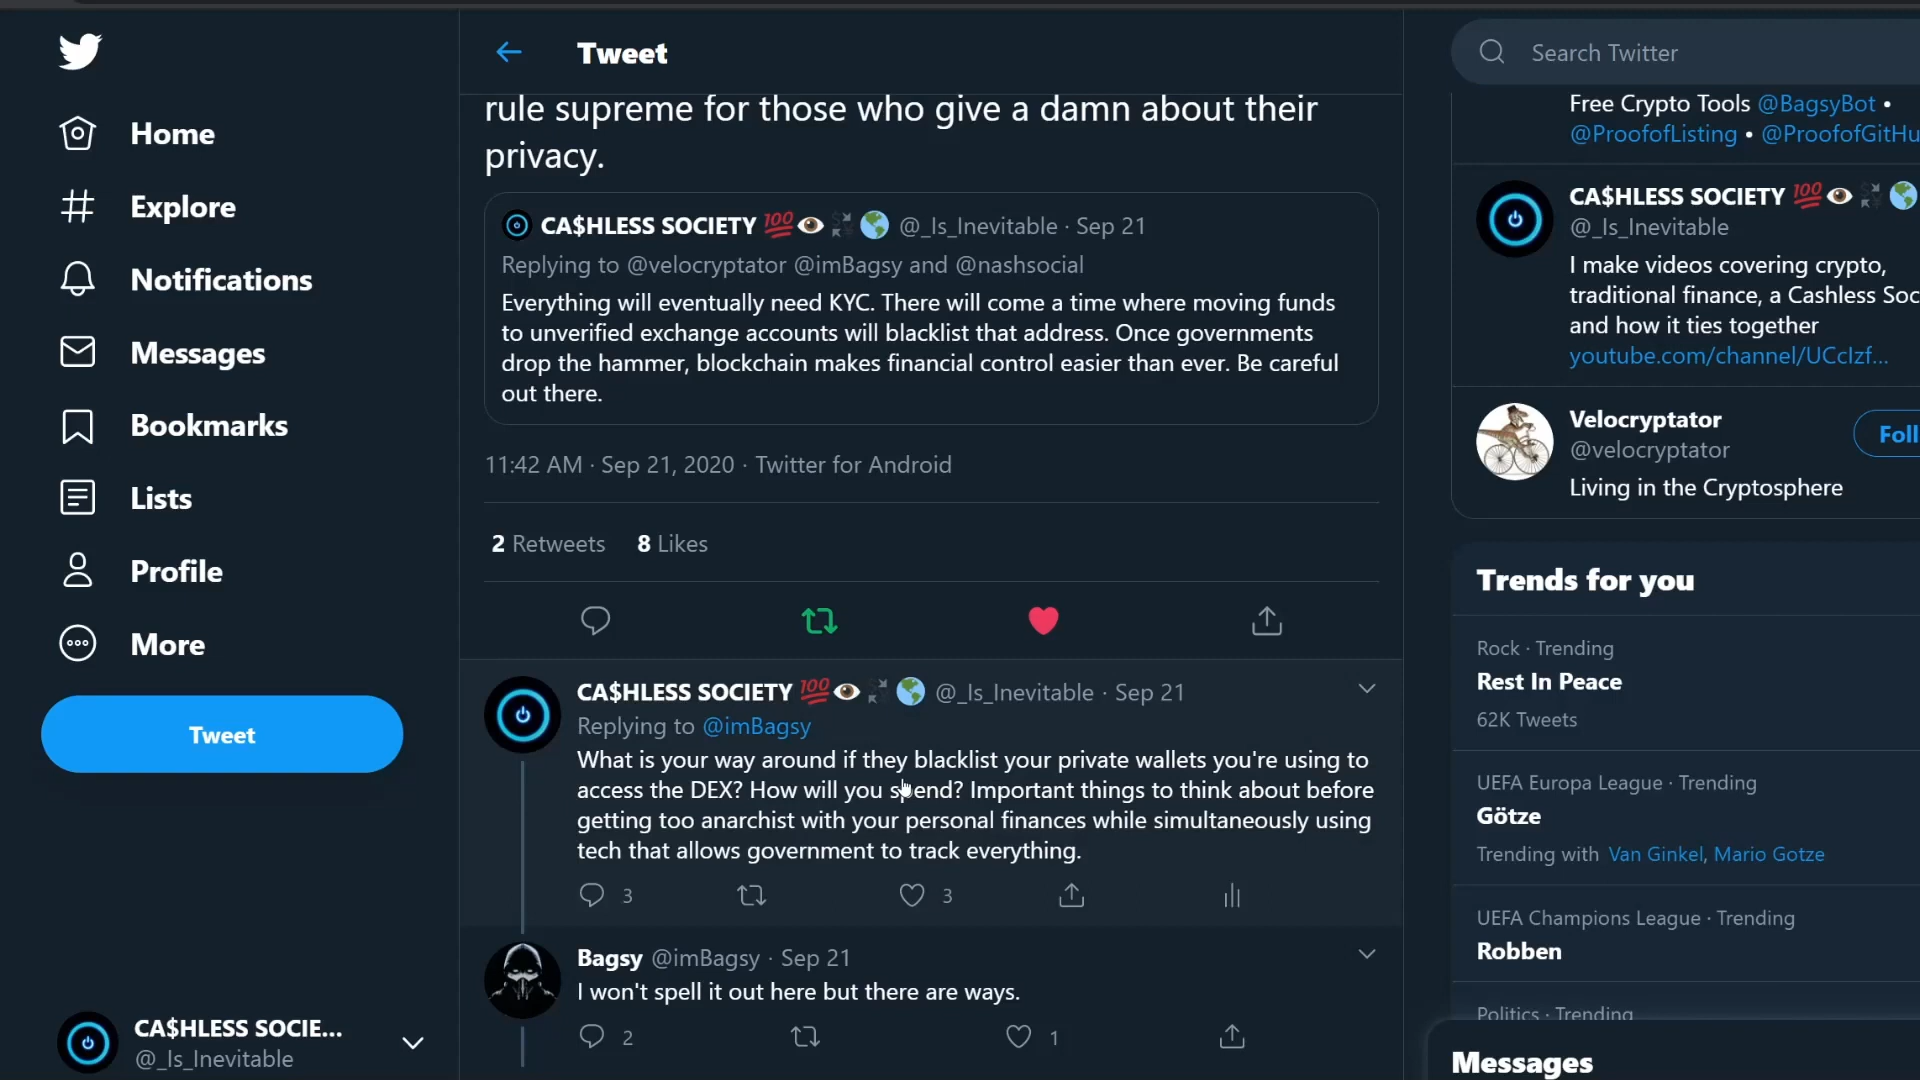 Home
Explore
Notifications
Messages
Bookmarks
Lists
Profile
More
Tweet
CA$HLESS SOCIE...
@_Is_Inevitable
Tweet
rule supreme for those who give a damn about their
privacy.
CA$HLESS SOCIETY 💯👁💱🌎 @_Is_Inevitable · Sep 21
Replying to @velocryptator @imBagsy and @nashsocial
Everything will eventually need KYC. There will come a time where moving funds
to unverified exchange accounts will blacklist that address. Once governments
drop the hammer, blockchain makes financial control easier than ever. Be careful
out there.
11:42 AM · Sep 21, 2020 · Twitter for Android
2 Retweets 8 Likes
CA$HLESS SOCIETY 💯👁💱🌎 @_Is_Inevitable · Sep 21
Replying to @imBagsy
What is your way around if they blacklist your private wallets you're using to
access the DEX? How will you spend? Important things to think about before
getting too anarchist with your personal finances while simultaneously using
tech that allows government to track everything.
3 3
Bagsy @imBagsy · Sep 21
I won't spell it out here but there are ways.
2 1
Search Twitter
Free Crypto Tools @BagsyBot •
@ProofofListing • @ProofofGitHu
CA$HLESS SOCIETY 💯👁💱🌎
@_Is_Inevitable
I make videos covering crypto,
traditional finance, a Cashless Soc
and how it ties together
youtube.com/channel/UCcIzf...
Velocryptator
@velocryptator
Foll
Living in the Cryptosphere
Trends for you
Rock · Trending
Rest In Peace
62K Tweets
UEFA Europa League · Trending
Götze
Trending with Van Ginkel, Mario Gotze
UEFA Champions League · Trending
Robben
Politics · Trending
Messages